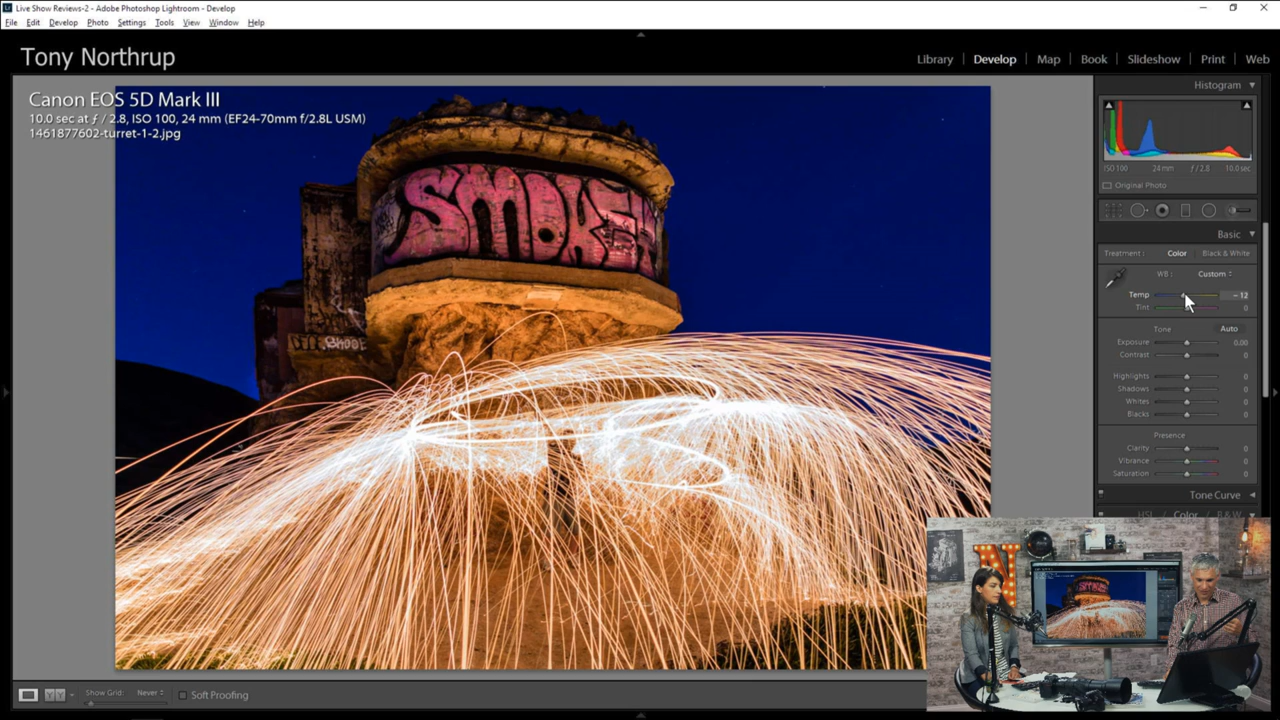 Live Show Reviews-2 - Adobe Photoshop Lightroom - Develop
File Edit Develop Photo Settings Tools View Window Help
Tony Northrup
Library | Develop | Map | Book | Slideshow | Print | Web
Canon EOS 5D Mark III
10.0 sec at ƒ / 2.8, ISO 100, 24 mm (EF24-70mm f/2.8L USM)
1461877602-turret-1-2.jpg
SMOKER
Histogram
ISO 100 24 mm ƒ / 2.8 10.0 sec
Original Photo
Basic
Treatment : Color Black & White
WB : Custom
Temp - 12
Tint 0
Tone Auto
Exposure 0.00
Contrast 0
Highlights 0
Shadows 0
Whites 0
Blacks 0
Presence
Clarity 0
Vibrance 0
Saturation 0
Tone Curve
HSL / Color / B & W
N
Show Grid: Never
Soft Proofing